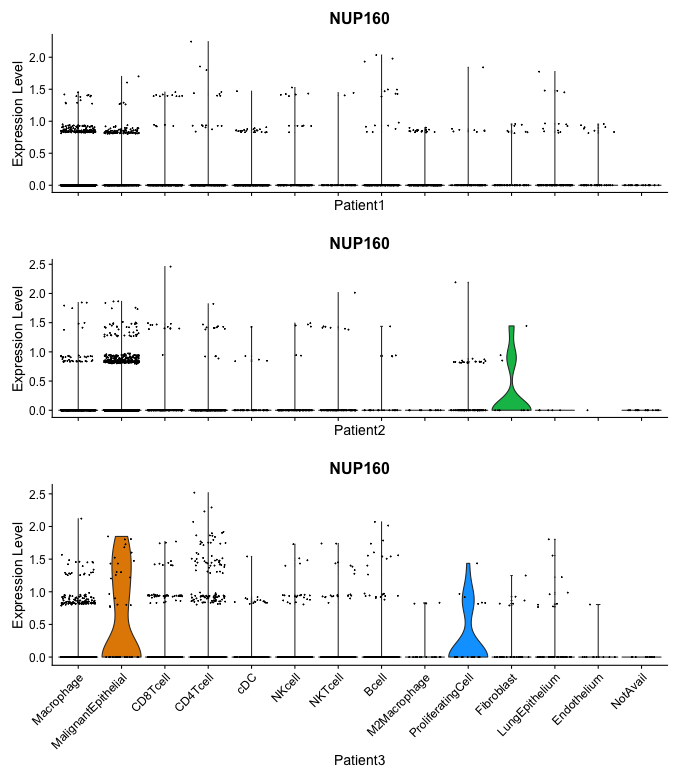 NUP160
Expression Level
2.0
1.5
1.0
0.5
0.0
Patient1
NUP160
Expression Level
2.5
2.0
1.5
1.0
0.5
0.0
Patient2
NUP160
Expression Level
2.5
2.0
1.5
1.0
0.5
0.0
Macrophage
MalignantEpithelial
CD8Tcell
CD4Tcell
cDC
NKcell
NKTcell
Bcell
M2Macrophage
ProliferatingCell
Fibroblast
LungEpithelium
Endothelium
NotAvail
Patient3